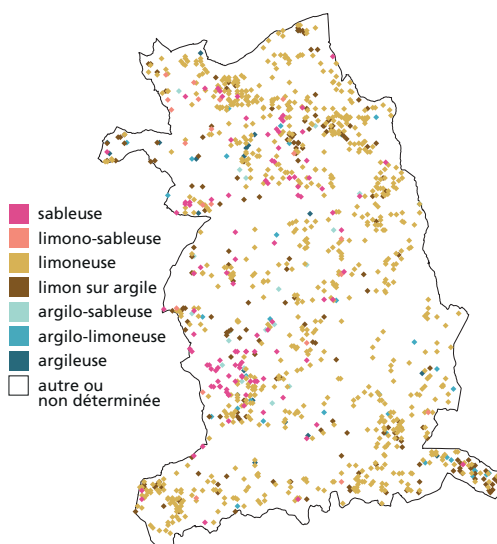 sableuse
limono-sableuse
limoneuse
limon sur argile
argilo-sableuse
argilo-limoneuse
argileuse
autre ou
non déterminée